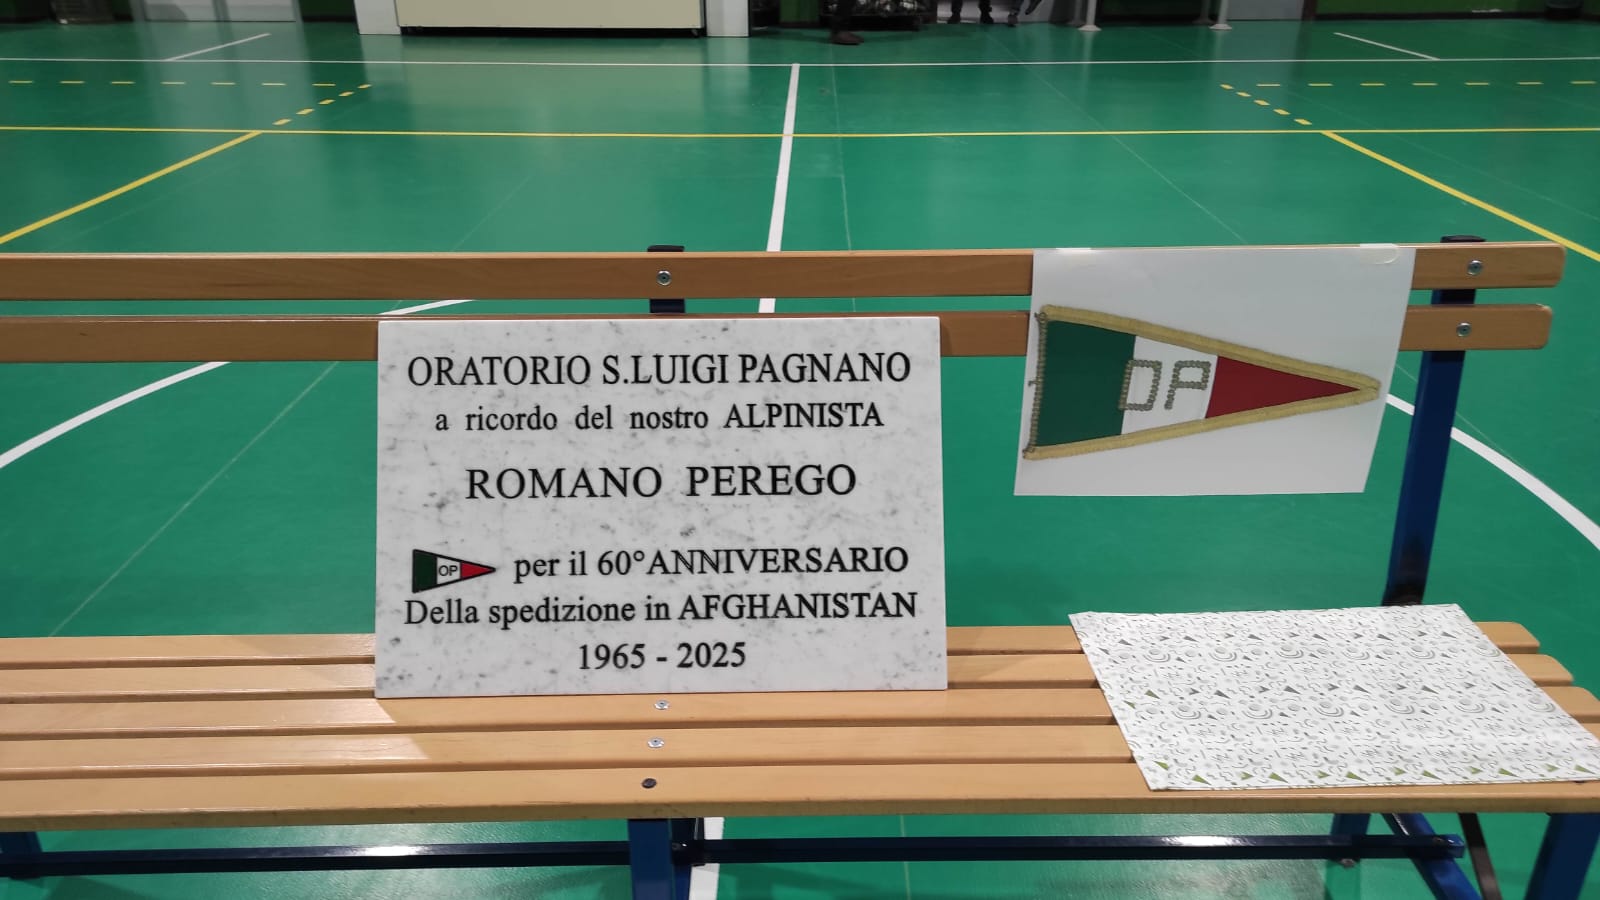 ORATORIO S.LUIGI PAGNANO
a ricordo del nostro ALPINISTA
ROMANO PEREGO
OP per il 60°ANNIVERSARIO
Della spedizione in AFGHANISTAN
1965 - 2025
OP